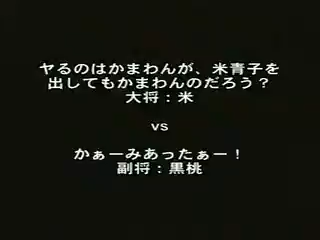 ヤるのはかまわんが、米青子を
出してもかまわんのだろう？
大将：米
vs
かぁーみあったぁー！
副将：黒桃